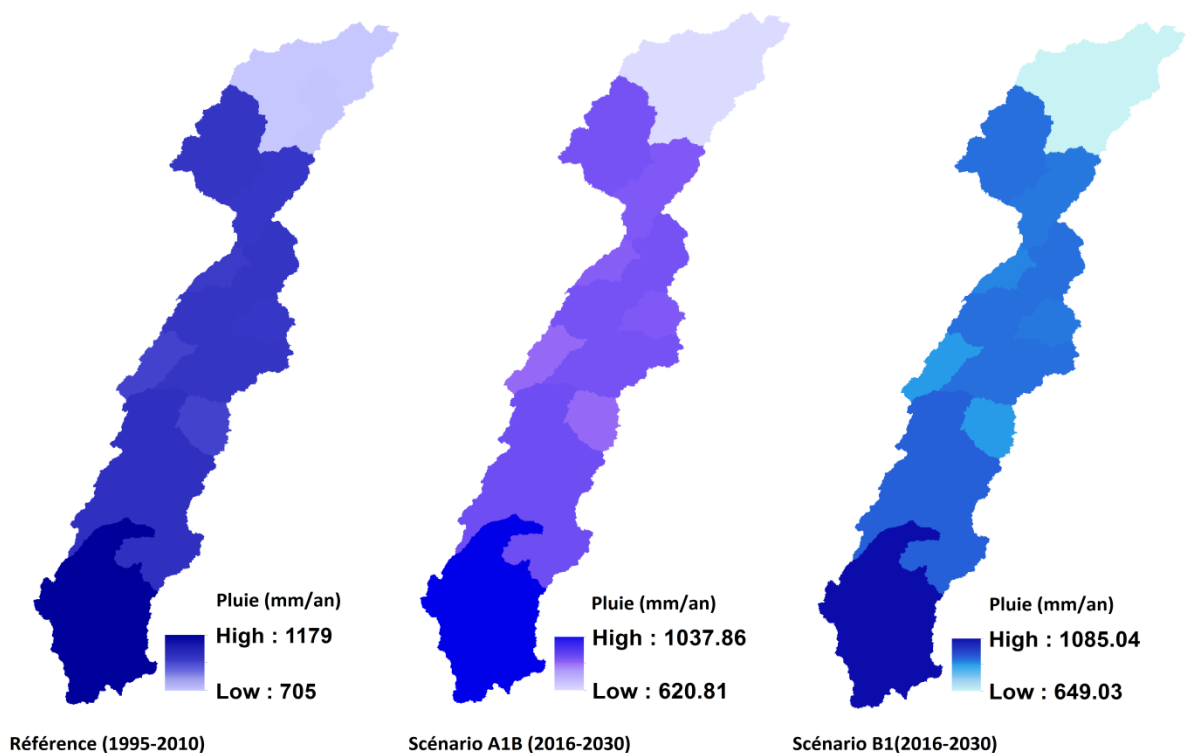 Pluie (mm/an)
High : 1179
Low : 705
Référence (1995-2010)
Pluie (mm/an)
High : 1037.86
Low : 620.81
Scénario A1B (2016-2030)
Pluie (mm/an)
High : 1085.04
Low : 649.03
Scénario B1(2016-2030)